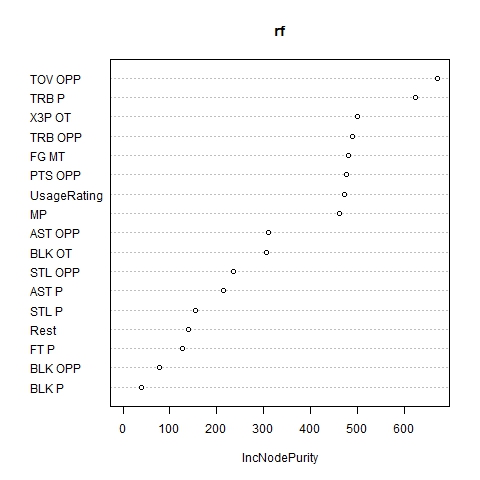 rf
TOV OPP
TRB P
X3P OT
TRB OPP
FG MT
PTS OPP
UsageRating
MP
AST OPP
BLK OT
STL OPP
AST P
STL P
Rest
FT P
BLK OPP
BLK P
0 100 200 300 400 500 600
IncNodePurity